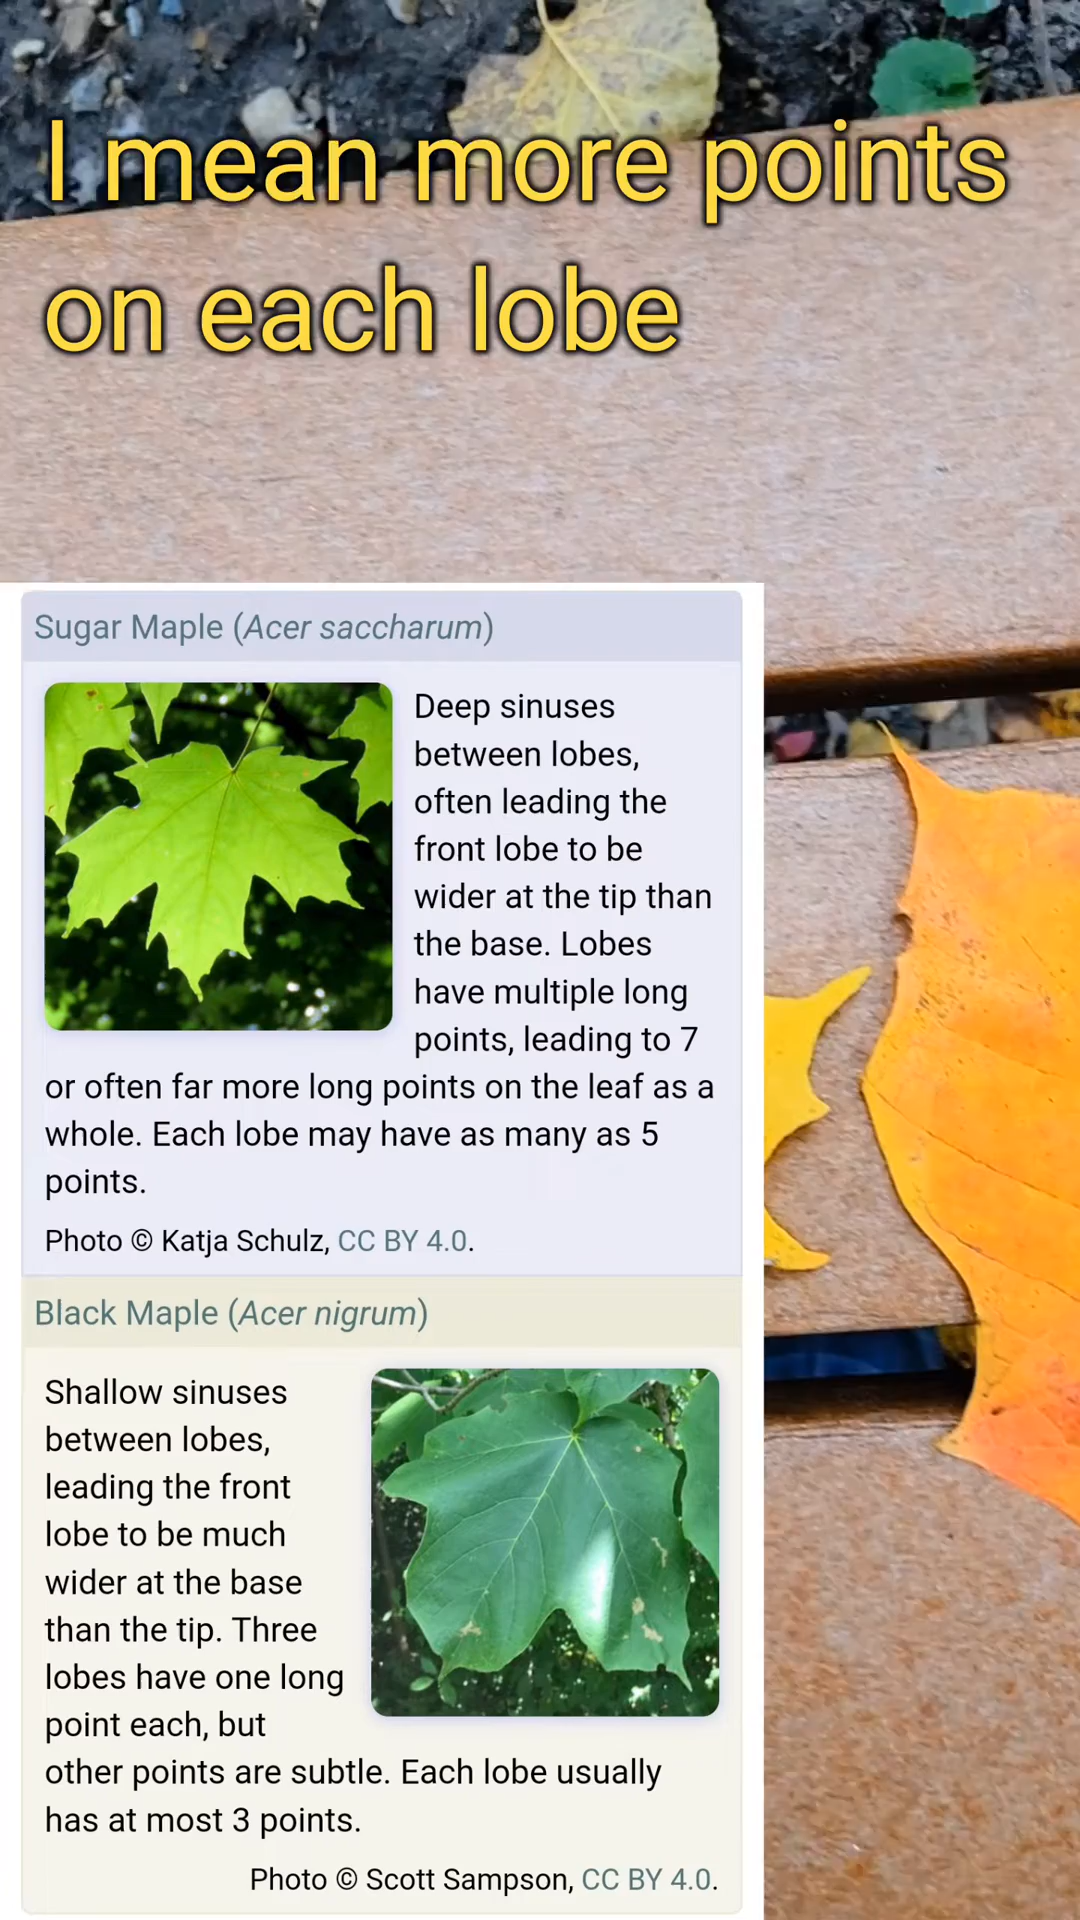 I mean more points
on each lobe
Sugar Maple (Acer saccharum)
Deep sinuses
between lobes,
often leading the
front lobe to be
wider at the tip than
the base. Lobes
have multiple long
points, leading to 7
or often far more long points on the leaf as a
whole. Each lobe may have as many as 5
points.
Photo © Katja Schulz, CC BY 4.0.
Black Maple (Acer nigrum)
Shallow sinuses
between lobes,
leading the front
lobe to be much
wider at the base
than the tip. Three
lobes have one long
point each, but
other points are subtle. Each lobe usually
has at most 3 points.
Photo © Scott Sampson, CC BY 4.0.